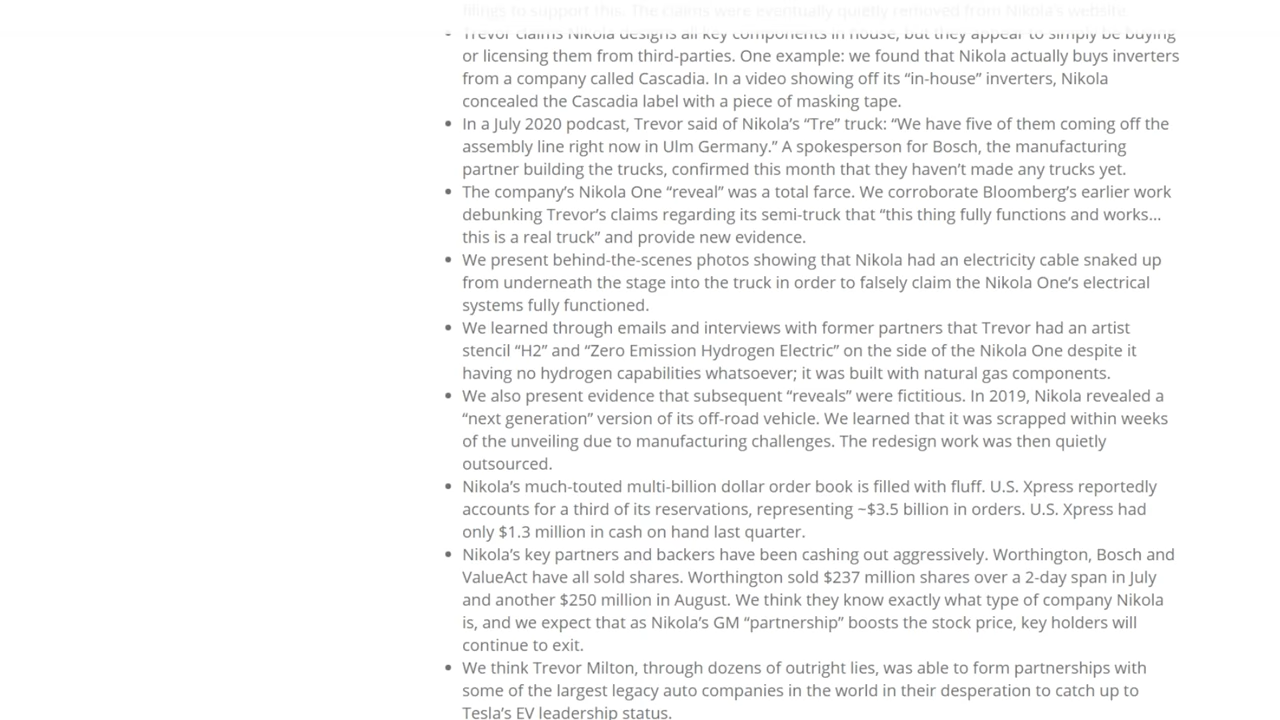 filings to support this. The claims were eventually quietly removed from Nikola's website.
• Trevor claims Nikola designs all key components in house, but they appear to simply be buying
or licensing them from third-parties. One example: we found that Nikola actually buys inverters
from a company called Cascadia. In a video showing off its “in-house” inverters, Nikola
concealed the Cascadia label with a piece of masking tape.
• In a July 2020 podcast, Trevor said of Nikola’s “Tre” truck: “We have five of them coming off the
assembly line right now in Ulm Germany.” A spokesperson for Bosch, the manufacturing
partner building the trucks, confirmed this month that they haven’t made any trucks yet.
• The company’s Nikola One “reveal” was a total farce. We corroborate Bloomberg’s earlier work
debunking Trevor’s claims regarding its semi-truck that “this thing fully functions and works…
this is a real truck” and provide new evidence.
• We present behind-the-scenes photos showing that Nikola had an electricity cable snaked up
from underneath the stage into the truck in order to falsely claim the Nikola One’s electrical
systems fully functioned.
• We learned through emails and interviews with former partners that Trevor had an artist
stencil “H2” and “Zero Emission Hydrogen Electric” on the side of the Nikola One despite it
having no hydrogen capabilities whatsoever; it was built with natural gas components.
• We also present evidence that subsequent “reveals” were fictitious. In 2019, Nikola revealed a
“next generation” version of its off-road vehicle. We learned that it was scrapped within weeks
of the unveiling due to manufacturing challenges. The redesign work was then quietly
outsourced.
• Nikola’s much-touted multi-billion dollar order book is filled with fluff. U.S. Xpress reportedly
accounts for a third of its reservations, representing ~$3.5 billion in orders. U.S. Xpress had
only $1.3 million in cash on hand last quarter.
• Nikola’s key partners and backers have been cashing out aggressively. Worthington, Bosch and
ValueAct have all sold shares. Worthington sold $237 million shares over a 2-day span in July
and another $250 million in August. We think they know exactly what type of company Nikola
is, and we expect that as Nikola’s GM “partnership” boosts the stock price, key holders will
continue to exit.
• We think Trevor Milton, through dozens of outright lies, was able to form partnerships with
some of the largest legacy auto companies in the world in their desperation to catch up to
Tesla’s EV leadership status.